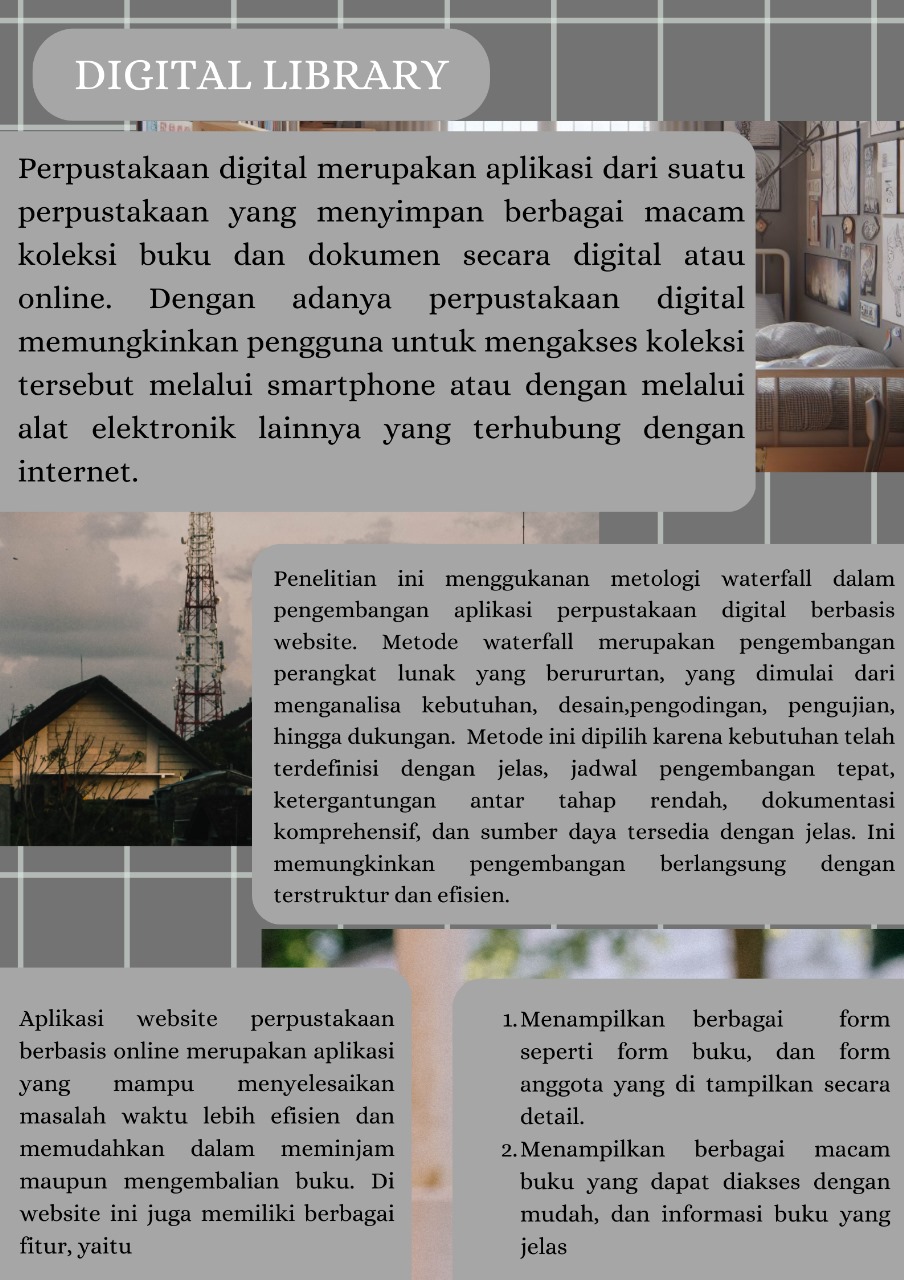 DIGITAL LIBRARY
Perpustakaan digital merupakan aplikasi dari suatu
perpustakaan yang menyimpan berbagai macam
koleksi buku dan dokumen secara digital atau
online. Dengan adanya perpustakaan digital
memungkinkan pengguna untuk mengakses koleksi
tersebut melalui smartphone atau dengan melalui
alat elektronik lainnya yang terhubung dengan
internet.
Penelitian ini menggukanan metologi waterfall dalam
pengembangan aplikasi perpustakaan digital berbasis
website. Metode waterfall merupakan pengembangan
perangkat lunak yang berururtan, yang dimulai dari
menganalisa kebutuhan, desain,pengodingan, pengujian,
hingga dukungan. Metode ini dipilih karena kebutuhan telah
terdefinisi dengan jelas, jadwal pengembangan tepat,
ketergantungan antar tahap rendah, dokumentasi
komprehensif, dan sumber daya tersedia dengan jelas. Ini
memungkinkan pengembangan berlangsung dengan
terstruktur dan efisien.
Aplikasi website perpustakaan
berbasis online merupakan aplikasi
yang mampu menyelesaikan
masalah waktu lebih efisien dan
memudahkan dalam meminjam
maupun mengembalian buku. Di
website ini juga memiliki berbagai
fitur, yaitu
1. Menampilkan berbagai form
seperti form buku, dan form
anggota yang di tampilkan secara
detail.
2. Menampilkan berbagai macam
buku yang dapat diakses dengan
mudah, dan informasi buku yang
jelas